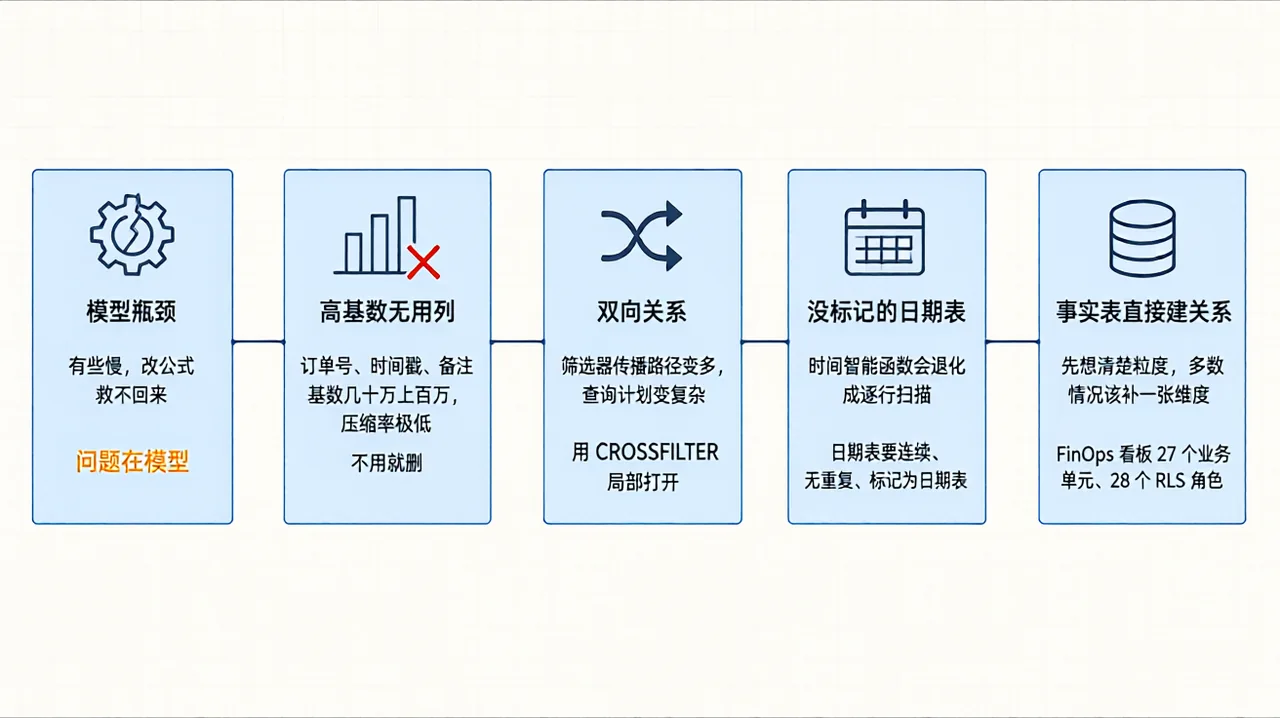 模型瓶颈
有些慢，改公式
救不回来
问题在模型
高基数无用列
订单号、时间戳、备注
基数几十万上百万，
压缩率极低
不用就删
双向关系
筛选器传播路径变多，
查询计划变复杂
用 CROSSFILTER
局部打开
没标记的日期表
时间智能函数会退化
成逐行扫描
日期表要连续、
无重复、标记为日期表
事实表直接建关系
先想清楚粒度，多数
情况该补一张维度
FinOps 看板 27 个业务
单元、28 个 RLS 角色